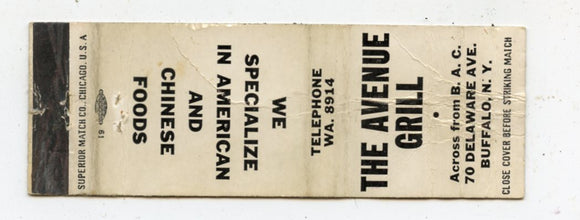 CLOSE COVER BEFORE STRIKING MATCH
Across from B. A. C.
70 DELAWARE AVE.
BUFFALO, N. Y.
THE AVENUE
GRILL
TELEPHONE
WA. 8914
WE
SPECIALIZE
IN AMERICAN
AND
CHINESE
FOODS
19
SUPERIOR MATCH CO., CHICAGO, U.S.A